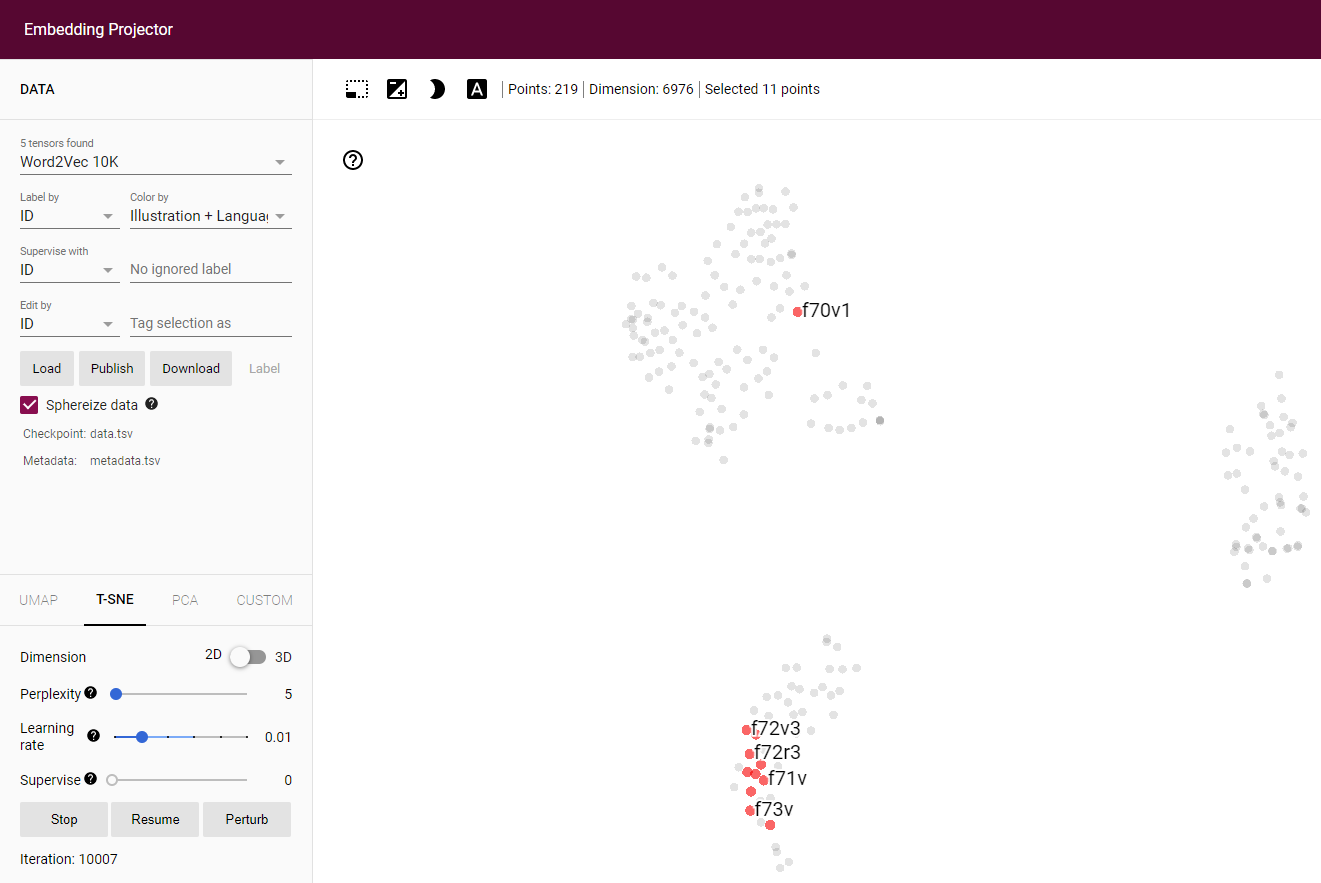 Embedding Projector
DATA
A | Points: 219 | Dimension: 6976 | Selected 11 points
5 tensors found
Word2Vec 10K
Label by Color by
ID Illustration + Langua
Supervise with
ID No ignored label
Edit by
ID Tag selection as
Load Publish Download Label
Sphereize data ?
Checkpoint: data.tsv
Metadata: metadata.tsv
UMAP T-SNE PCA CUSTOM
Dimension 2D 3D
Perplexity ? 5
Learning
rate ? 0.01
Supervise ? 0
Stop Resume Perturb
Iteration: 10007
?
f70v1
f72v3
f72r3
f71v
f73v